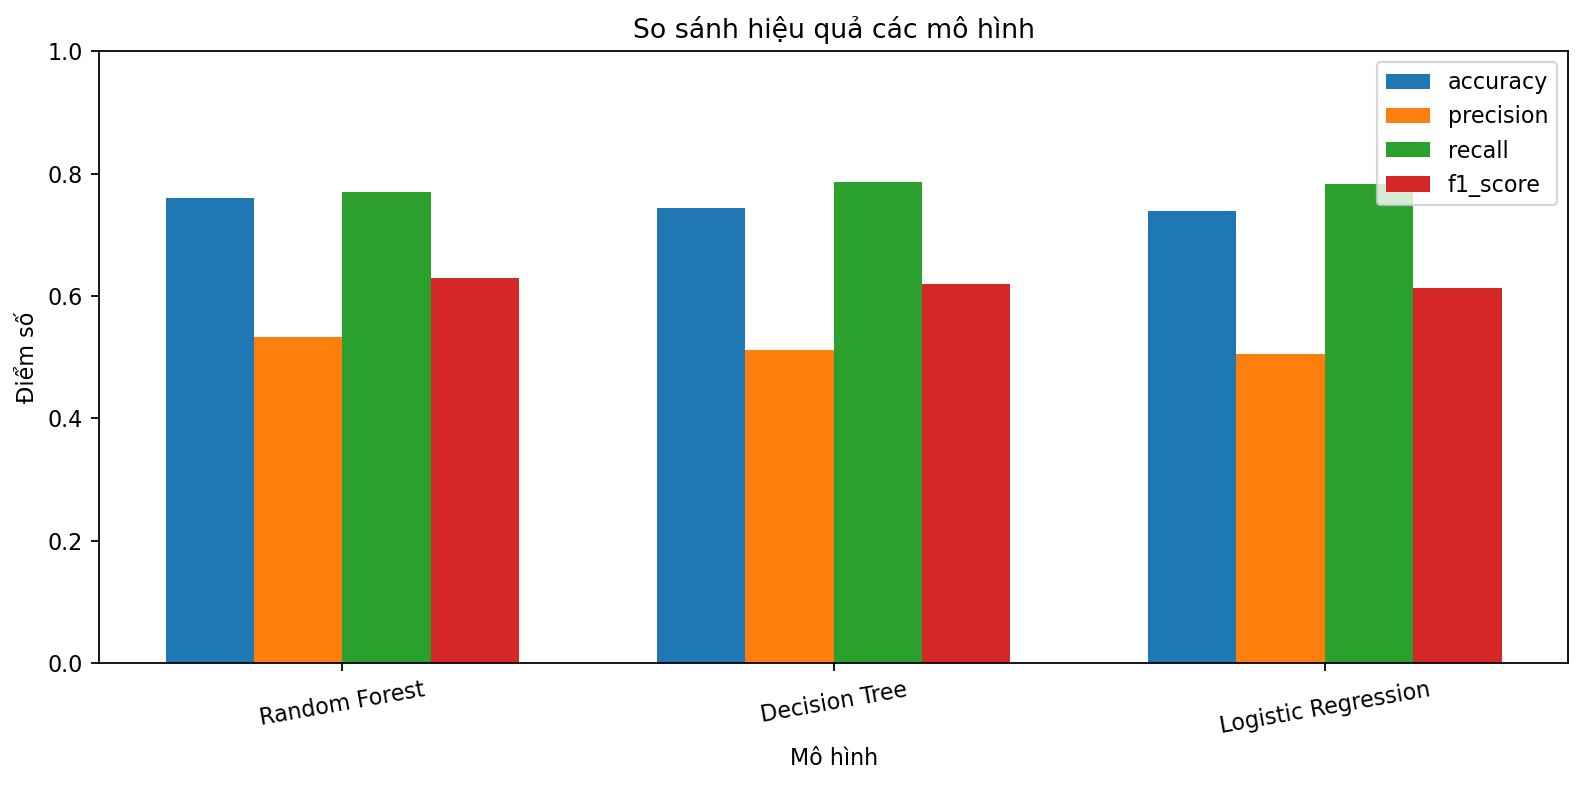 So sánh hiệu quả các mô hình
1.0
0.8
0.6
0.4
0.2
0.0
Điểm số
accuracy
precision
recall
f1_score
Random Forest
Decision Tree
Logistic Regression
Mô hình